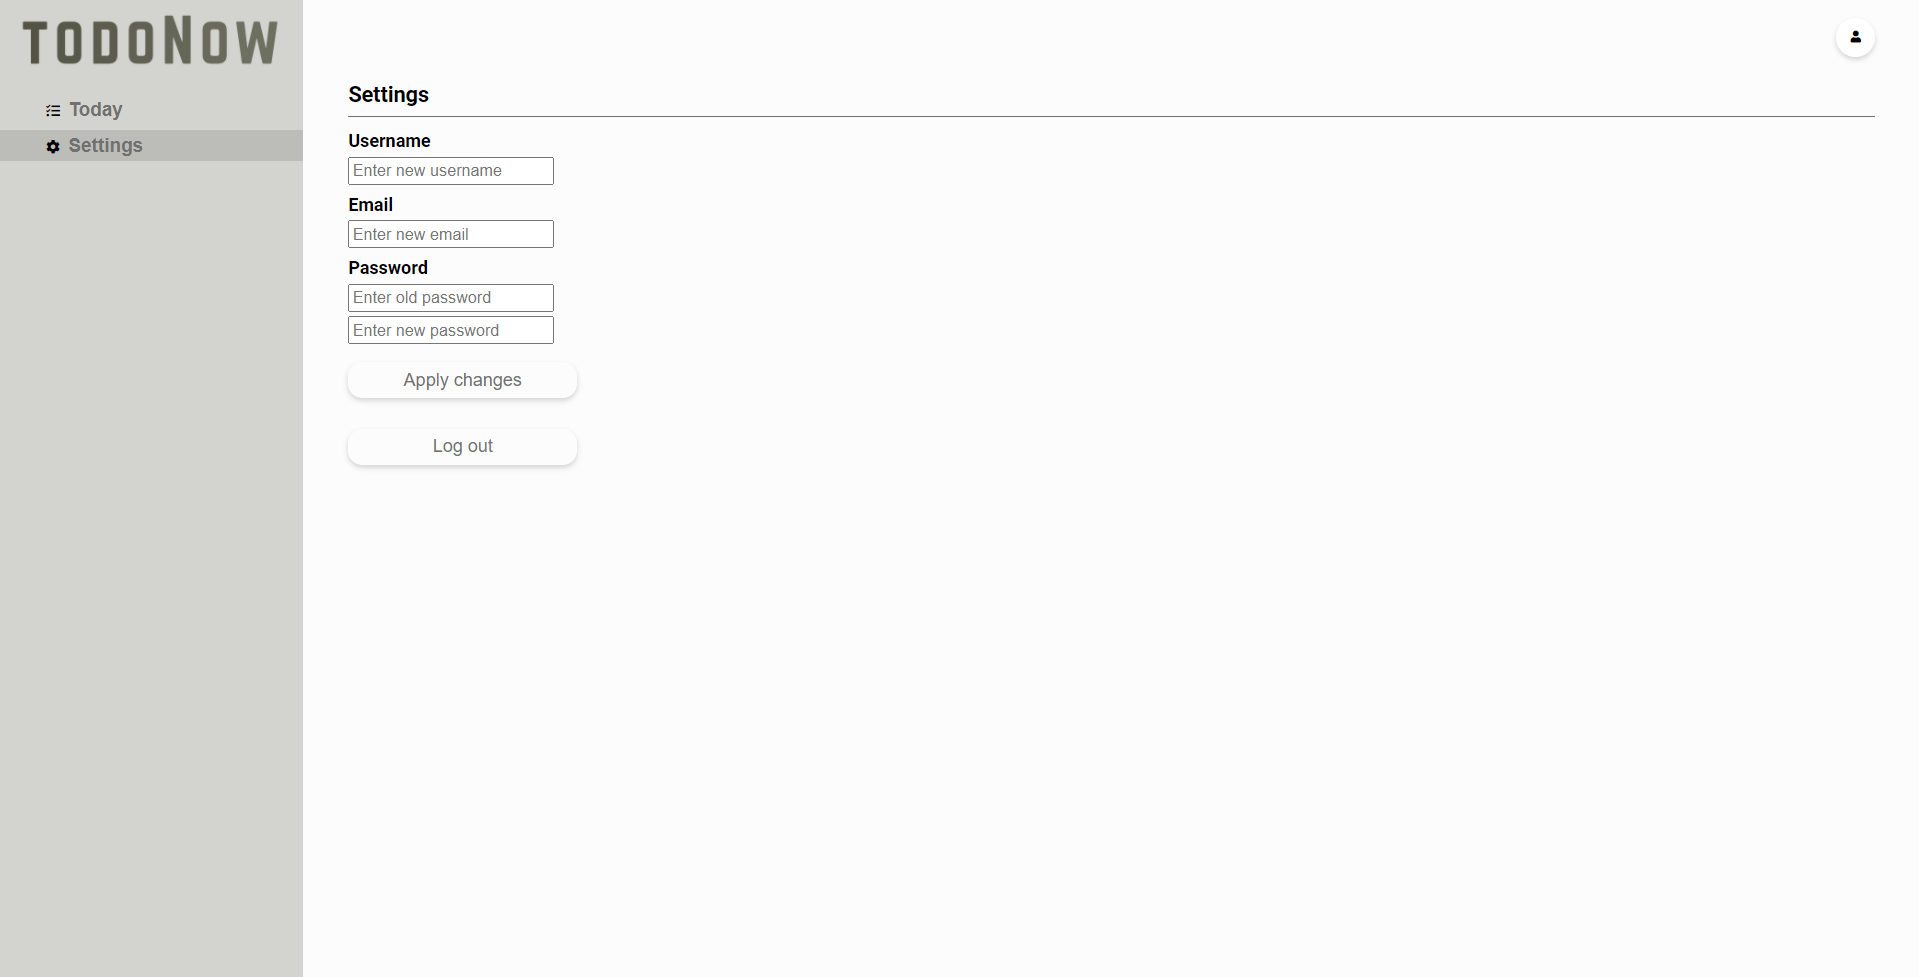 TODONOW
Today
Settings
Settings
Username
Enter new username
Email
Enter new email
Password
Enter old password
Enter new password
Apply changes
Log out